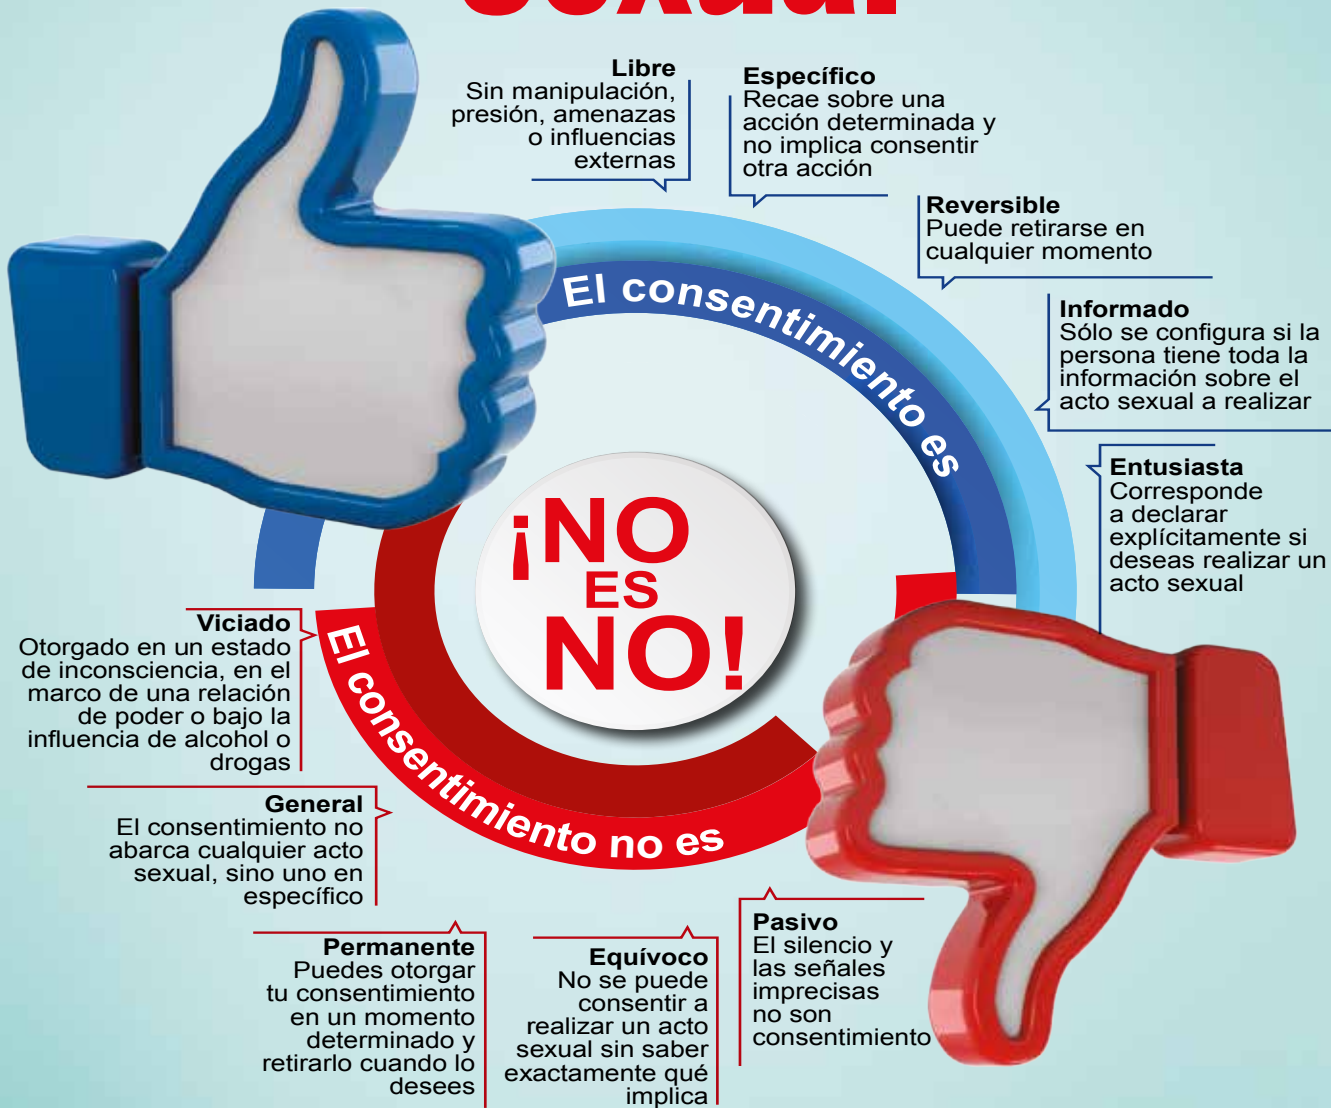 sexual
Libre
Sin manipulación,
presión, amenazas
o influencias
externas
Específico
Recae sobre una
acción determinada y
no implica consentir
otra acción
Reversible
Puede retirarse en
cualquier momento
Informado
Sólo se configura si la
persona tiene toda la
información sobre el
acto sexual a realizar
Entusiasta
Corresponde
a declarar
explícitamente si
deseas realizar un
acto sexual
El consentimiento es
¡NO
ES
NO!
El consentimiento no es
Viciado
Otorgado en un estado
de inconsciencia, en el
marco de una relación
de poder o bajo la
influencia de alcohol o
drogas
General
El consentimiento no
abarca cualquier acto
sexual, sino uno en
específico
Permanente
Puedes otorgar
tu consentimiento
en un momento
determinado y
retirarlo cuando lo
desees
Equívoco
No se puede
consentir a
realizar un acto
sexual sin saber
exactamente qué
implica
Pasivo
El silencio y
las señales
imprecisas
no son
consentimiento